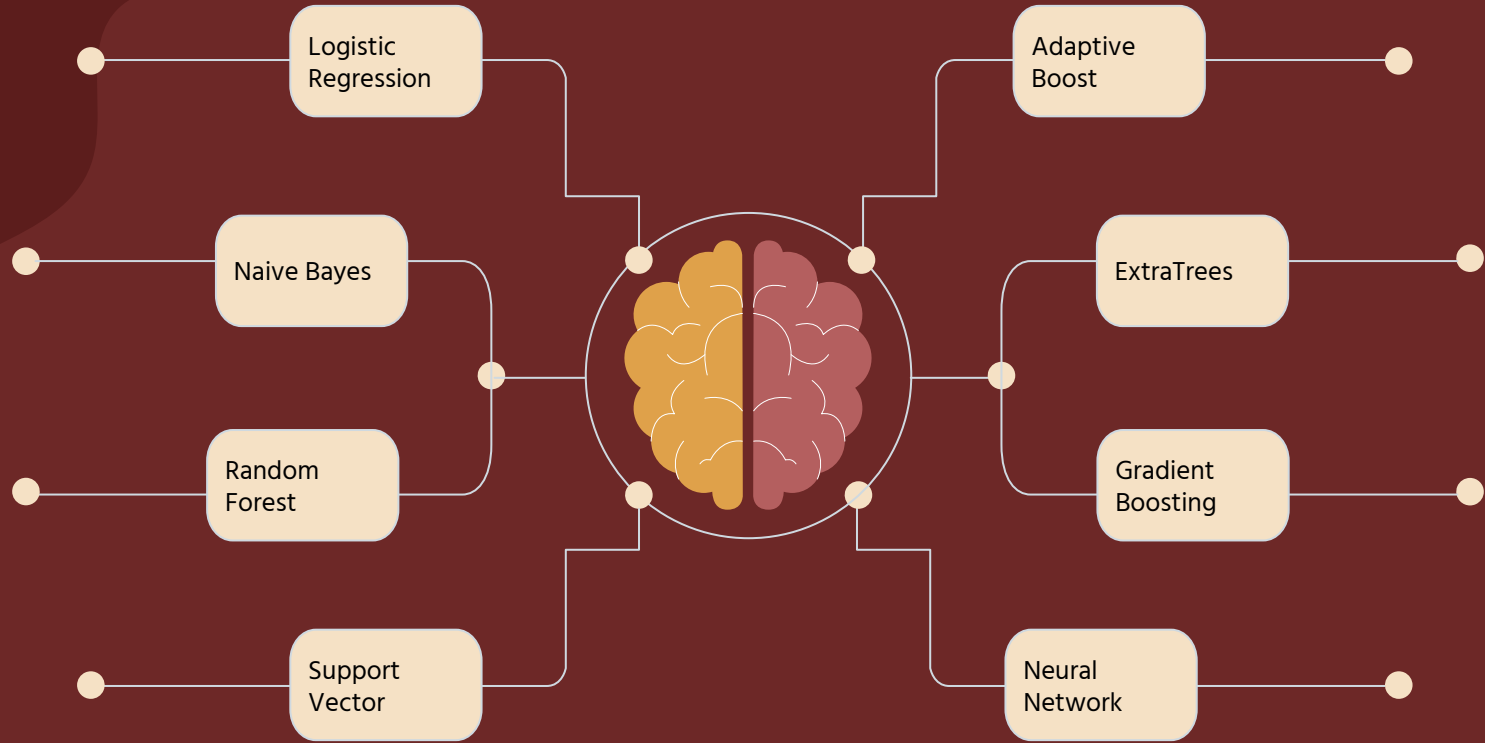 Logistic
Regression
Adaptive
Boost
Naive Bayes
ExtraTrees
Random
Forest
Gradient
Boosting
Support
Vector
Neural
Network